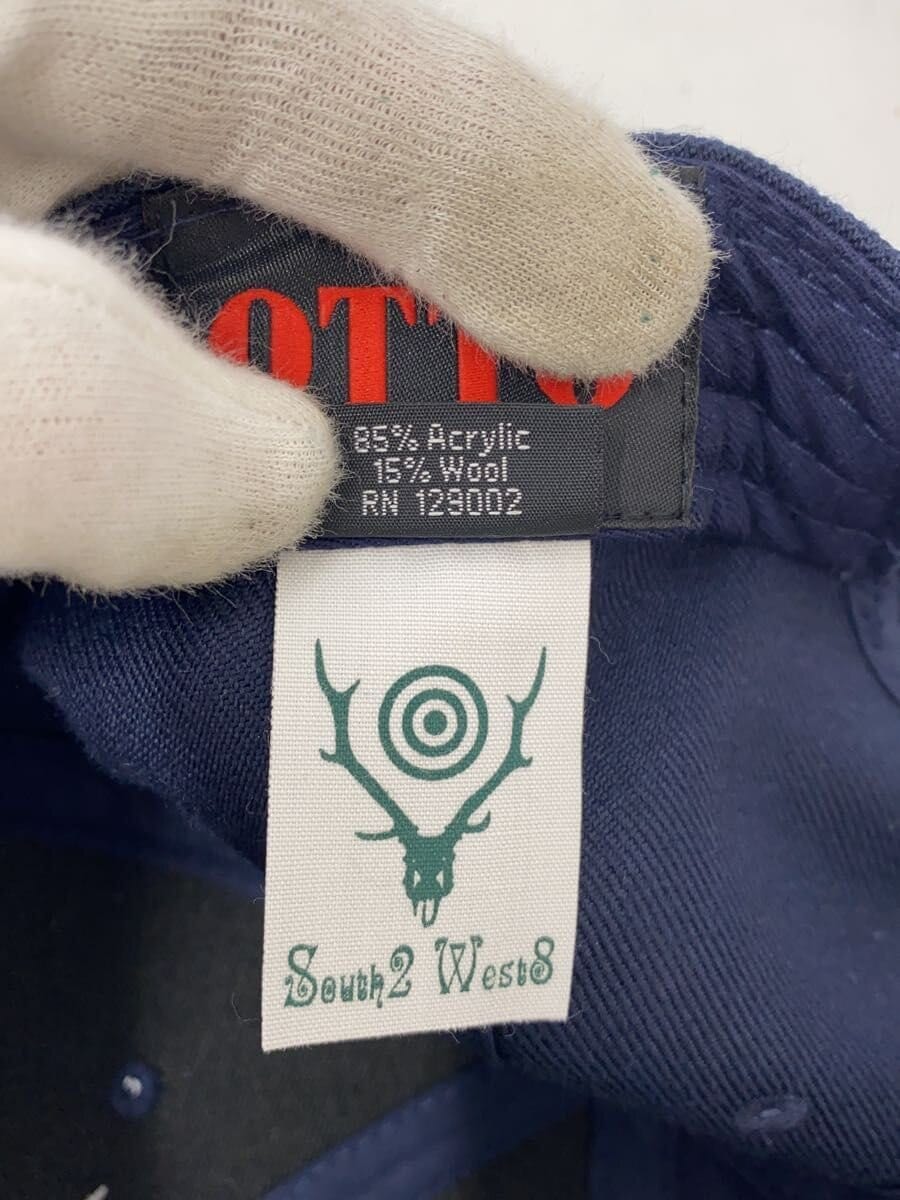 OTTO
85% Acrylic
15% Wool
RN 129002
South2 West8